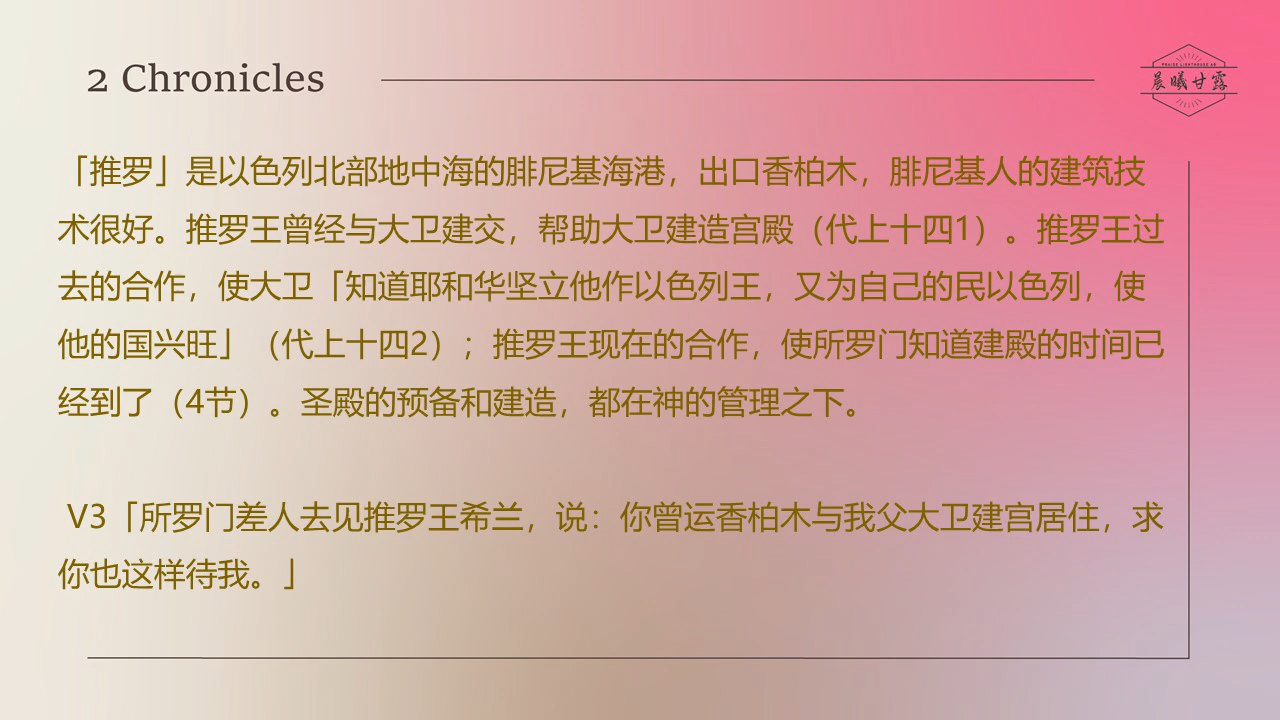 2 Chronicles
PRAISE LIGHTHOUSE AG
晨曦甘露
「推罗」是以色列北部地中海的腓尼基海港，出口香柏木，腓尼基人的建筑技
术很好。推罗王曾经与大卫建交，帮助大卫建造宫殿（代上十四1）。推罗王过
去的合作，使大卫「知道耶和华坚立他作以色列王，又为自己的民以色列，使
他的国兴旺」（代上十四2）；推罗王现在的合作，使所罗门知道建殿的时间已
经到了（4节）。圣殿的预备和建造，都在神的管理之下。
V3「所罗门差人去见推罗王希兰，说：你曾运香柏木与我父大卫建宫居住，求
你也这样待我。」